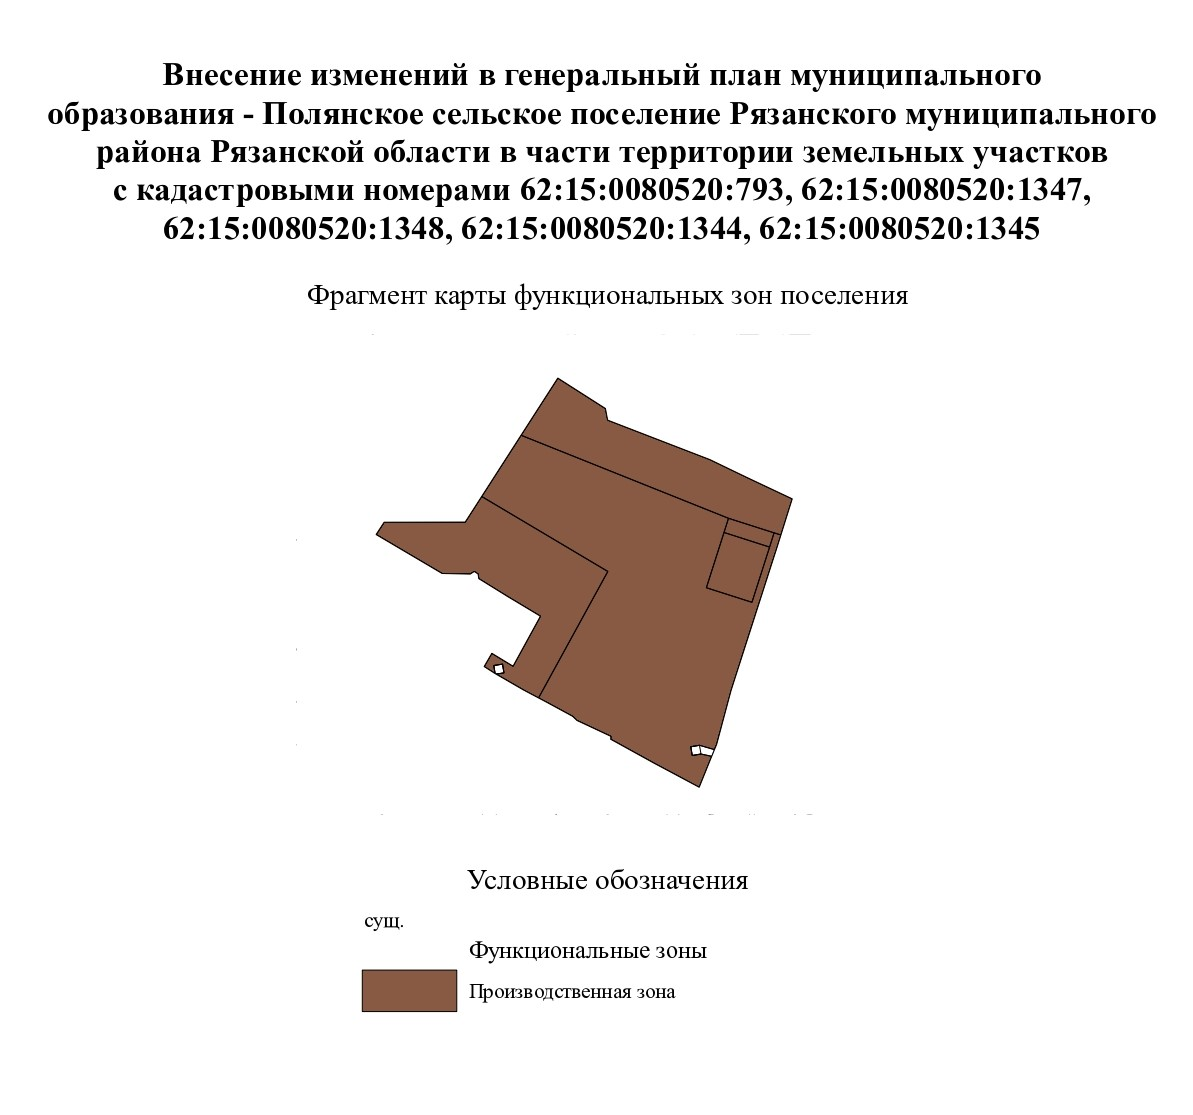 Внесение изменений в генеральный план муниципального
образования - Полянское сельское поселение Рязанского муниципального
района Рязанской области в части территории земельных участков
с кадастровыми номерами 62:15:0080520:793, 62:15:0080520:1347,
62:15:0080520:1348, 62:15:0080520:1344, 62:15:0080520:1345
Фрагмент карты функциональных зон поселения
Условные обозначения
сущ.
Функциональные зоны
Производственная зона